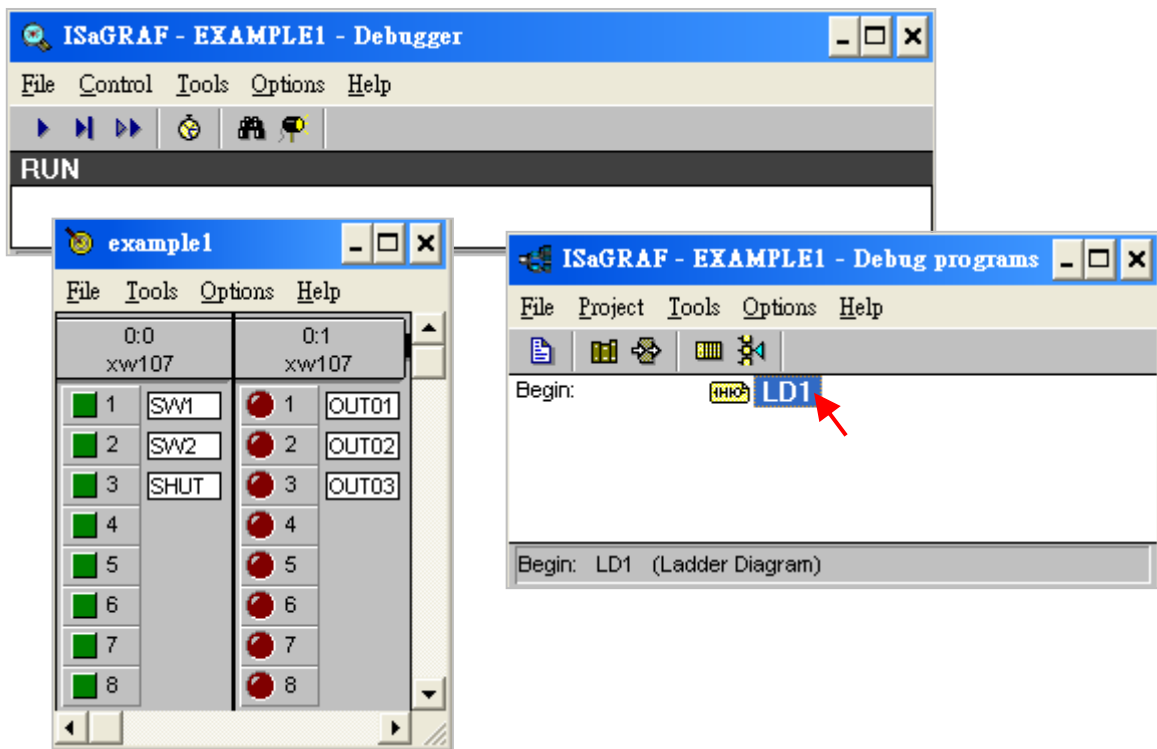 ISaGRAF - EXAMPLE1 - Debugger
File Control Tools Options Help
RUN
example1
File Tools Options Help
0:0 0:1
xw107 xw107
1 SW1 1 OUT01
2 SW2 2 OUT02
3 SHUT 3 OUT03
4 4
5 5
6 6
7 7
8 8
ISaGRAF - EXAMPLE1 - Debug programs
File Project Tools Options Help
Begin: LD1
Begin: LD1 (Ladder Diagram)